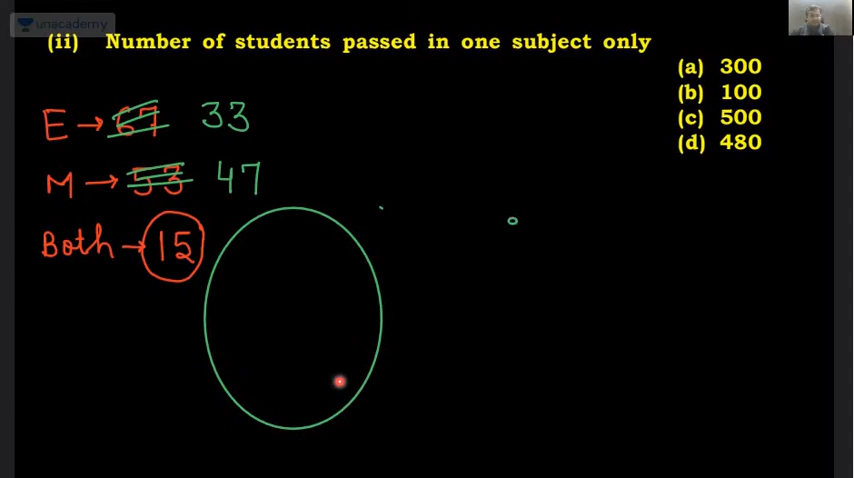 unacademy
(ii) Number of students passed in one subject only
(a) 300
(b) 100
(c) 500
(d) 480
E → 67 33
M → 53 47
Both → 15